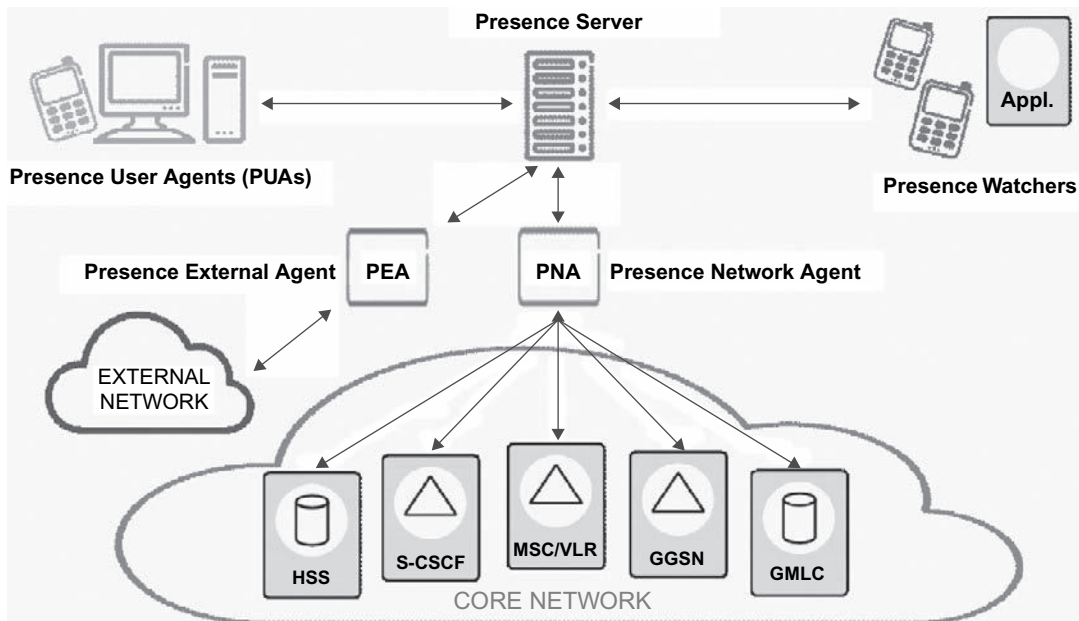 Presence Server
Appl.
Presence User Agents (PUAs)
Presence Watchers
Presence External Agent
PEA
PNA
Presence Network Agent
EXTERNAL
NETWORK
HSS
S-CSCF
MSC/VLR
GGSN
GMLC
CORE NETWORK